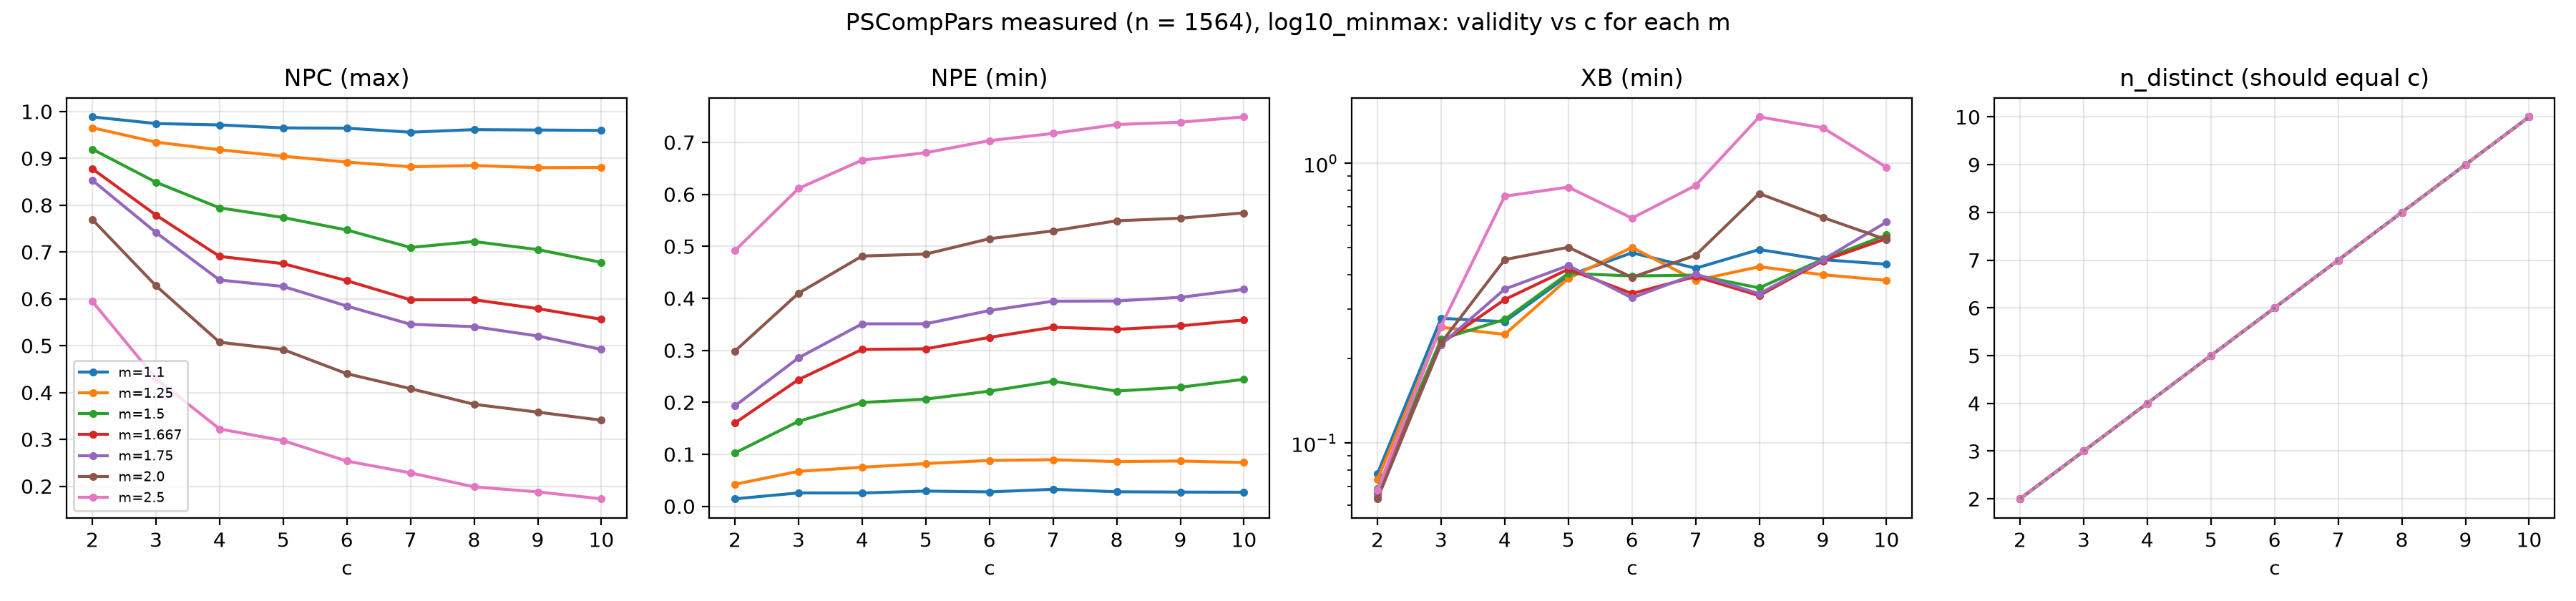 PSCompPars measured (n = 1564), log10_minmax: validity vs c for each m
NPC (max)
1.0
0.9
0.8
0.7
0.6
0.5
0.4
0.3
0.2
m=1.1
m=1.25
m=1.5
m=1.667
m=1.75
m=2.0
m=2.5
2 3 4 5 6 7 8 9 10
c
NPE (min)
0.7
0.6
0.5
0.4
0.3
0.2
0.1
0.0
2 3 4 5 6 7 8 9 10
c
XB (min)
10⁰
10⁻¹
2 3 4 5 6 7 8 9 10
c
n_distinct (should equal c)
10
9
8
7
6
5
4
3
2
2 3 4 5 6 7 8 9 10
c